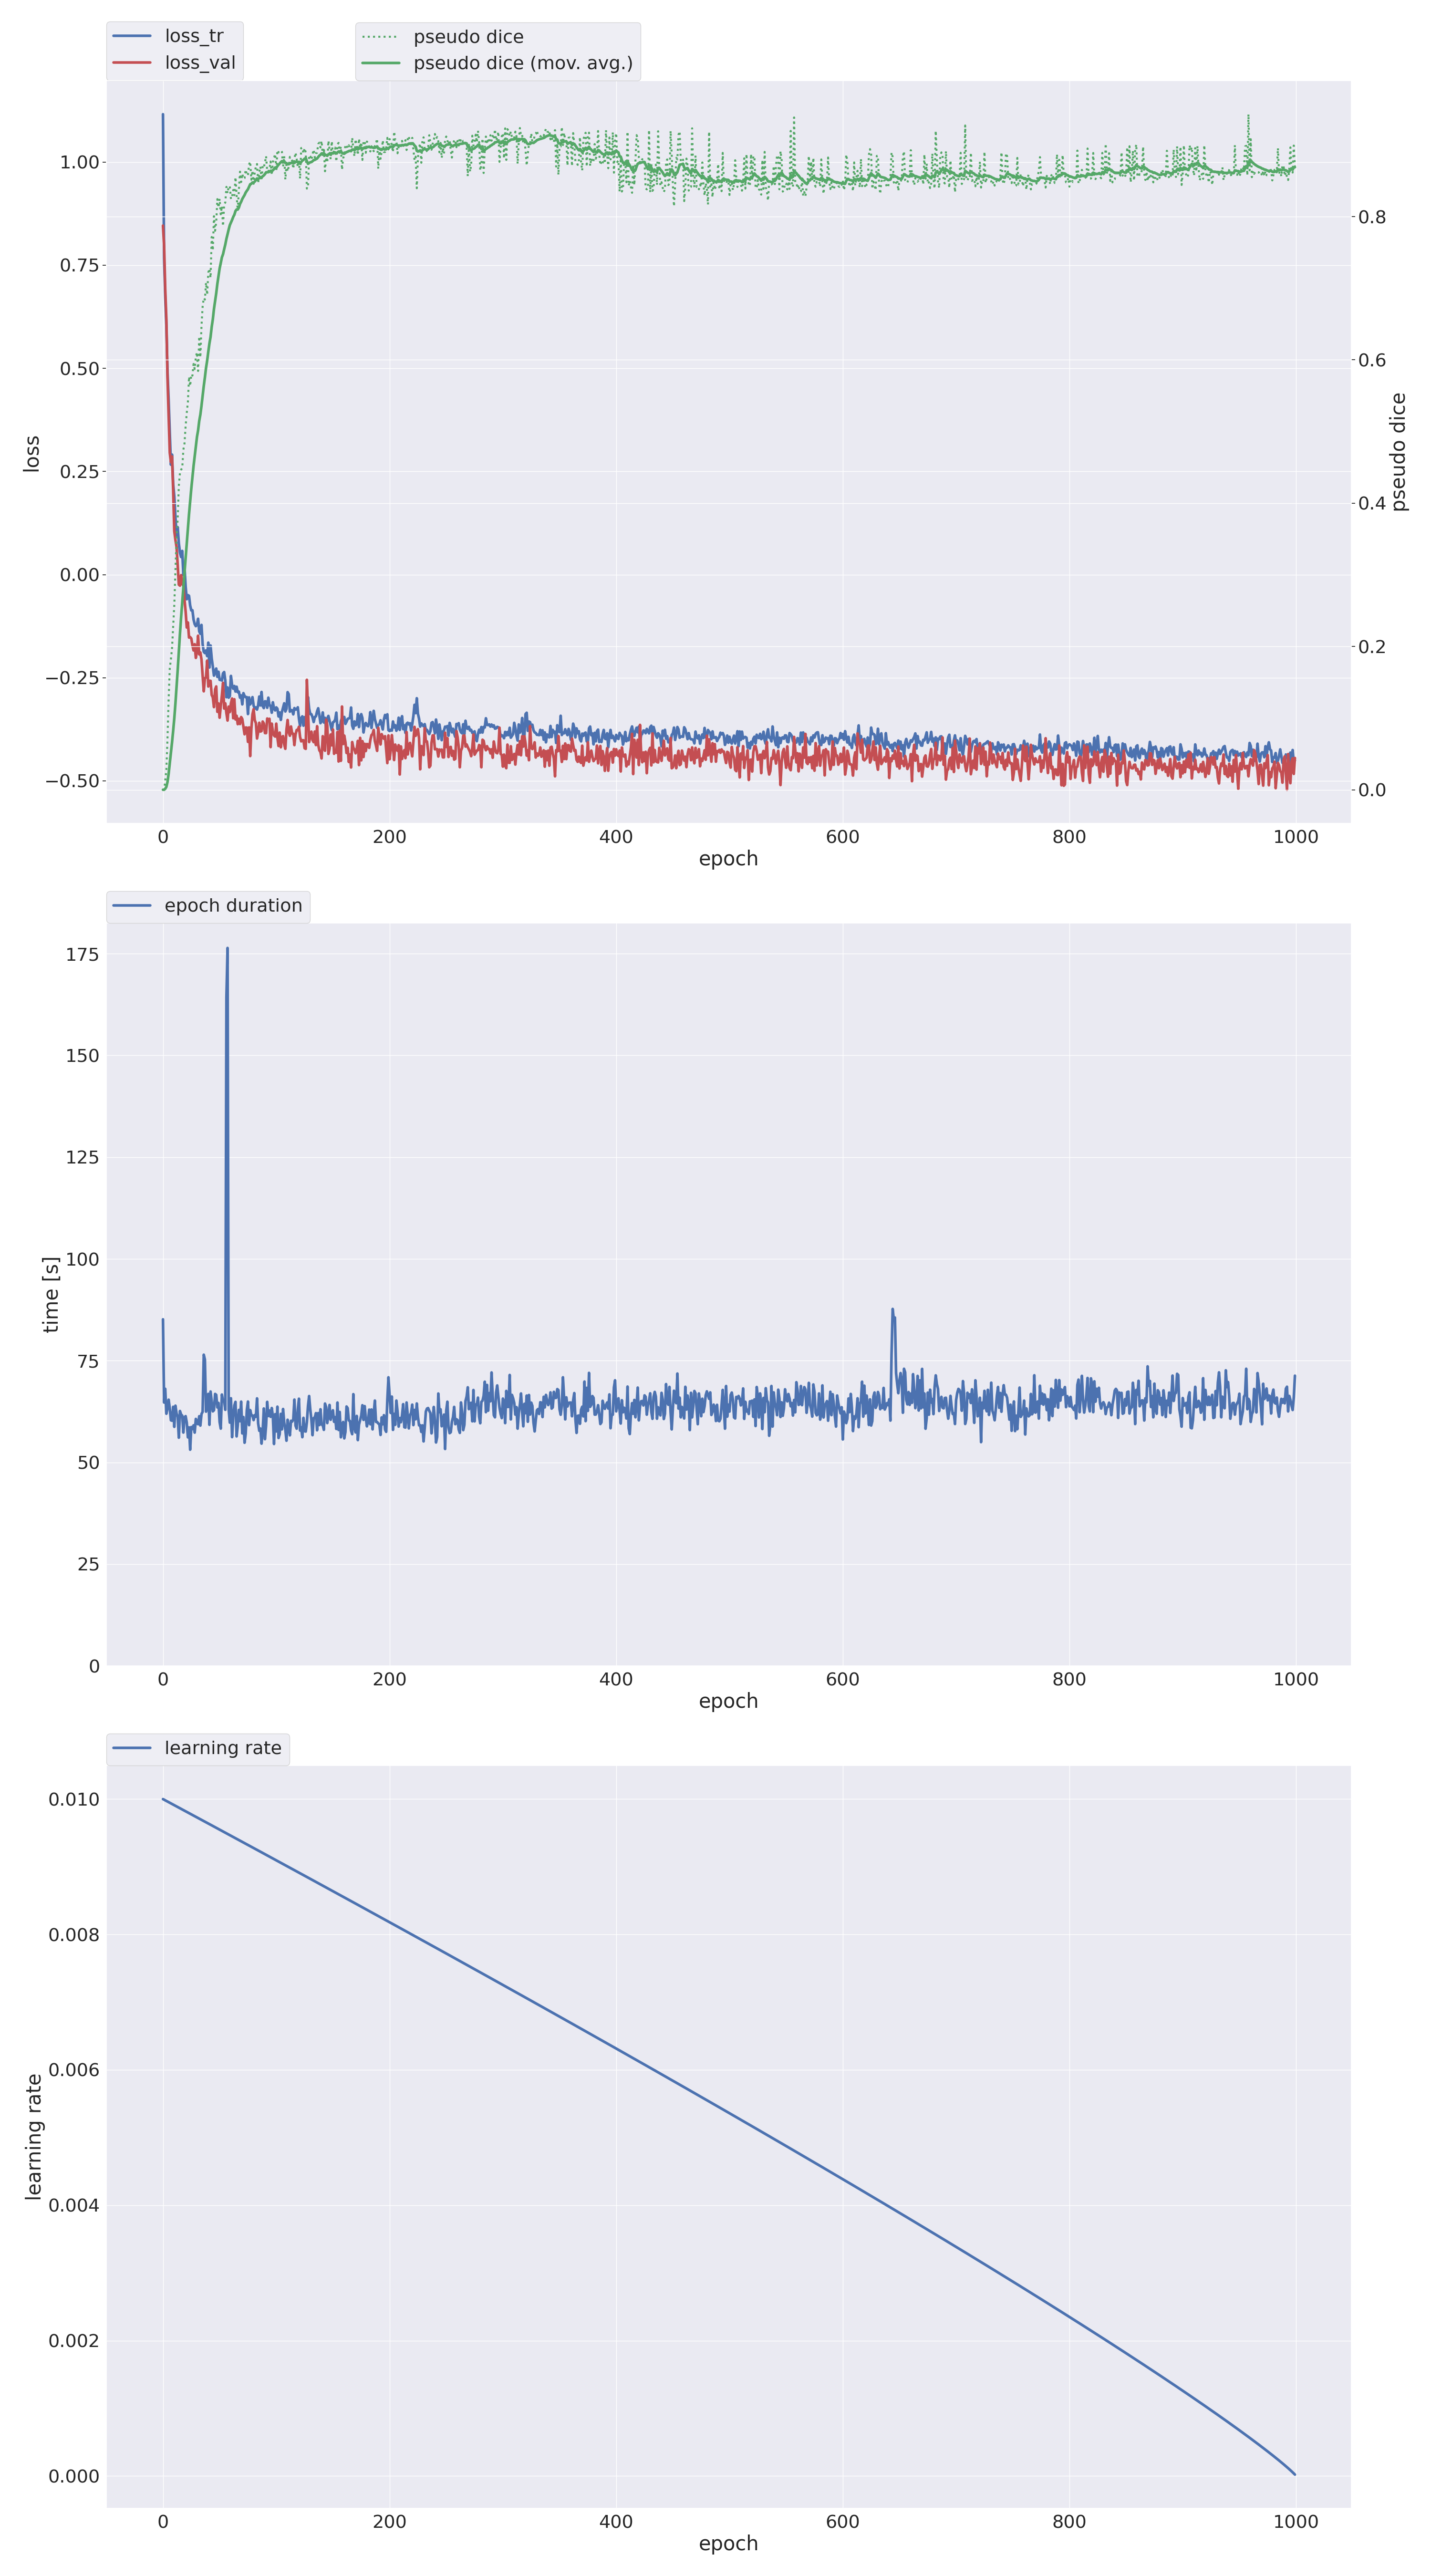 loss_tr
loss_val
pseudo dice
pseudo dice (mov. avg.)
1.00
0.75
0.50
0.25
0.00
−0.25
−0.50
loss
0.8
0.6
0.4
0.2
0.0
pseudo dice
0 200 400 600 800 1000
epoch
epoch duration
175
150
125
100
75
50
25
0
time [s]
0 200 400 600 800 1000
epoch
learning rate
0.010
0.008
0.006
0.004
0.002
0.000
learning rate
0 200 400 600 800 1000
epoch